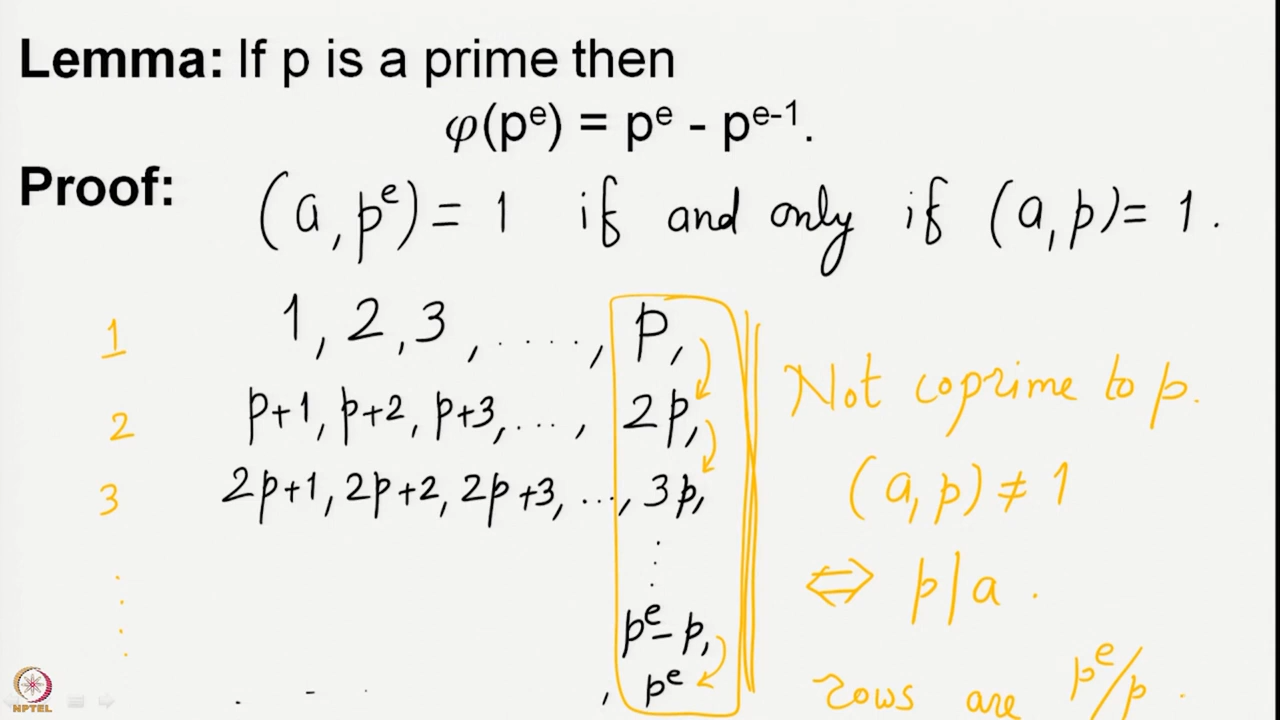 Lemma: If p is a prime then
φ(pᵉ) = pᵉ - pᵉ⁻¹.
Proof: (a, pᵉ) = 1 if and only if (a, p) = 1.
1 1, 2, 3, ....., p,
2 p+1, p+2, p+3, ..., 2p,
Not coprime to p.
3 2p+1, 2p+2, 2p+3, ..., 3p,
(a, p) ≠ 1
⇔ p | a .
pᵉ - p,
pᵉ
rows are pᵉ/p .
NPTEL